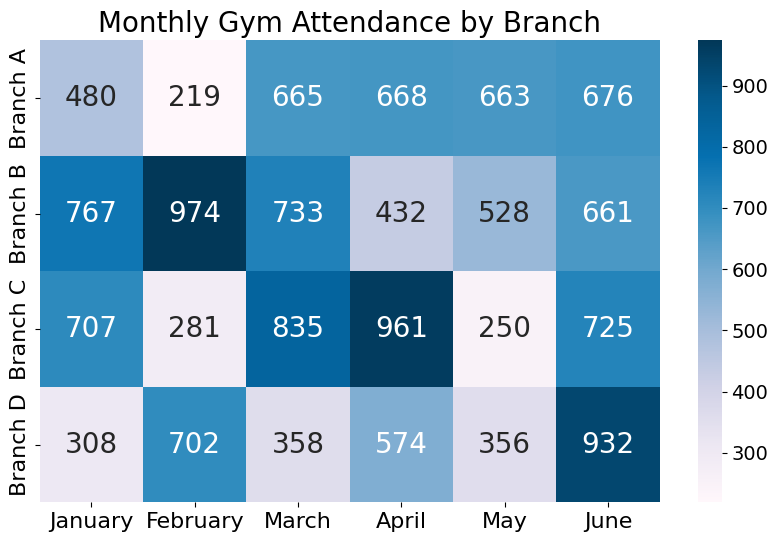 Monthly Gym Attendance by Branch
Branch A
480 219 665 668 663 676
Branch B
767 974 733 432 528 661
Branch C
707 281 835 961 250 725
Branch D
308 702 358 574 356 932
January February March April May June
900
800
700
600
500
400
300